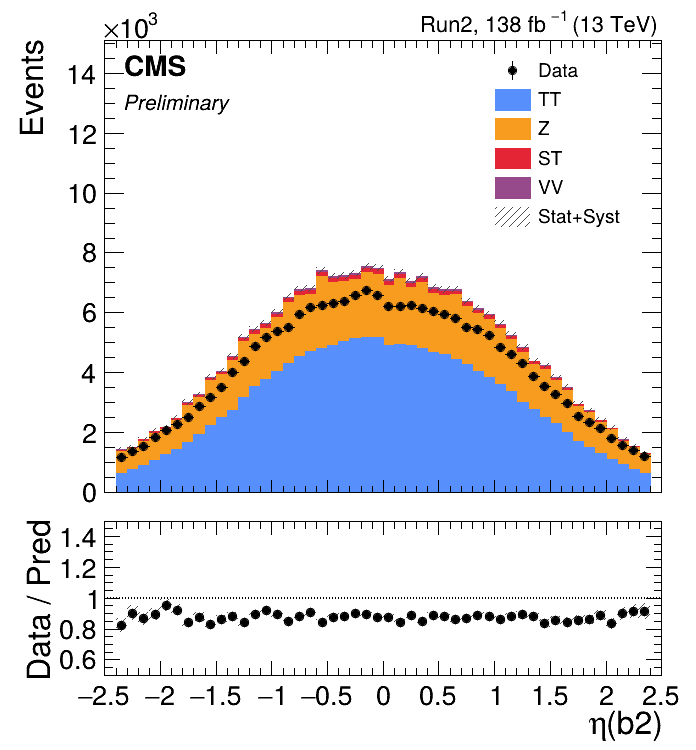 ×10³
Run2, 138 fb⁻¹ (13 TeV)
Events
CMS
Preliminary
Data
TT
Z
ST
VV
Stat+Syst
14
12
10
8
6
4
2
0
Data / Pred
1.4
1.2
1
0.8
0.6
−2.5 −2 −1.5 −1 −0.5 0 0.5 1 1.5 2 2.5
η(b2)